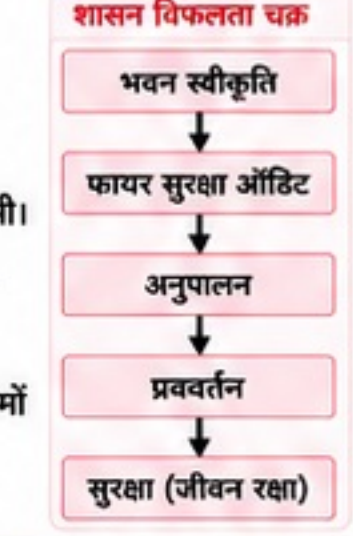 शासन विफलता चक्र
भवन स्वीकृति
फायर सुरक्षा ऑडिट
ी।
अनुपालन
प्रववर्तन
मों
सुरक्षा (जीवन रक्षा)